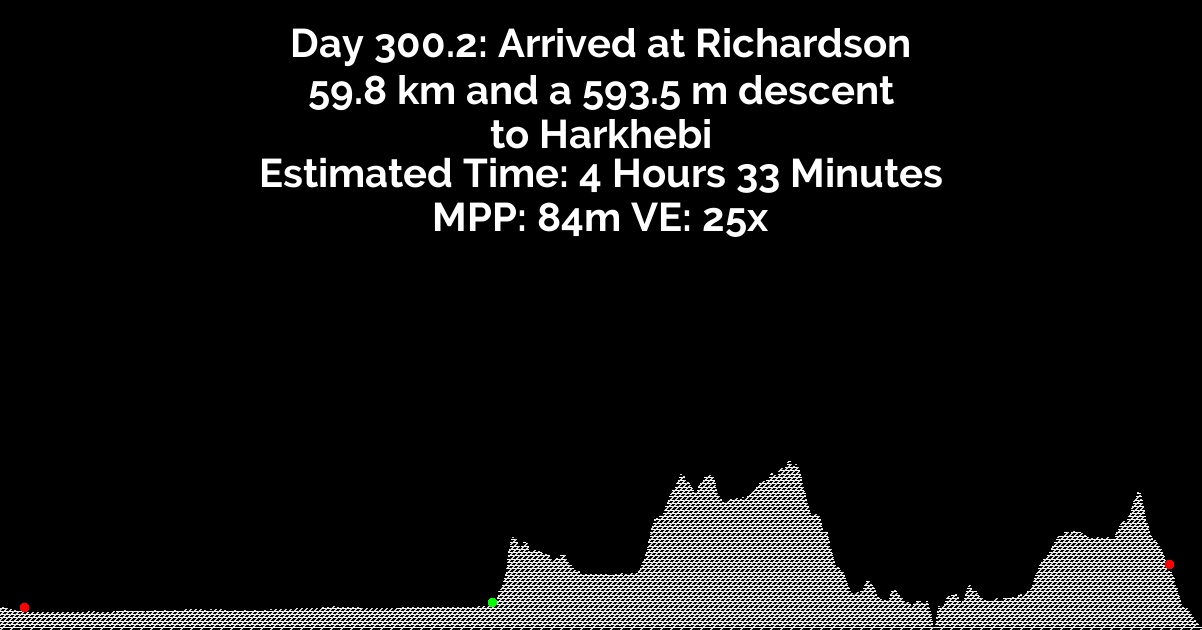 Day 300.2: Arrived at Richardson
59.8 km and a 593.5 m descent
to Harkhebi
Estimated Time: 4 Hours 33 Minutes
MPP: 84m VE: 25x